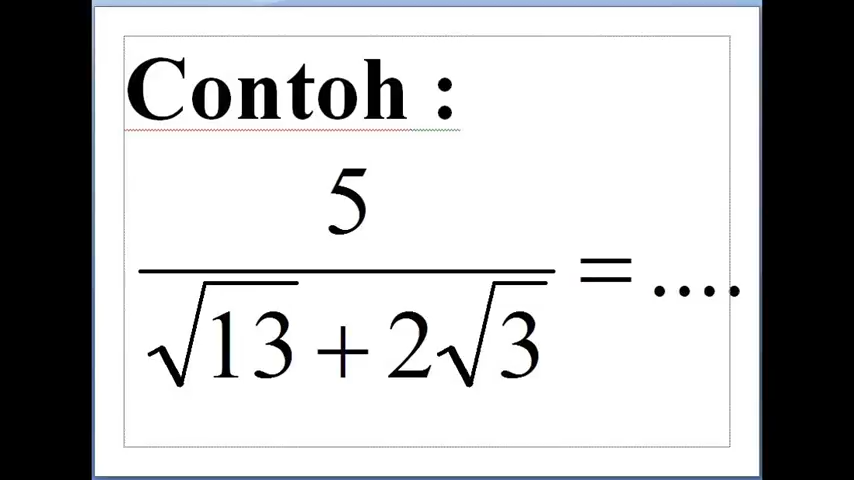 Contoh :
5
√13 + 2√3 = ....